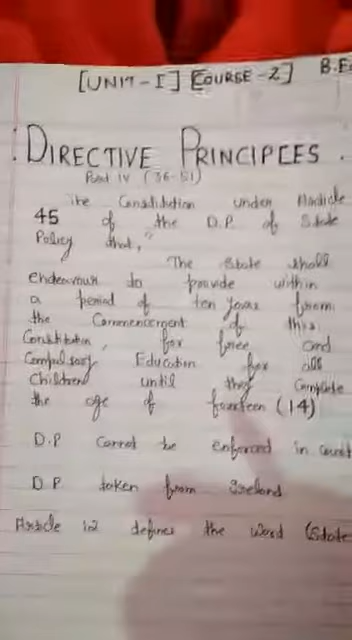 [UNIT-I] [COURSE-2] B.E
: DIRECTIVE PRINCIPLES .
Part IV (36-51)
The Constitution under Article
45 of the D.P. of State
Policy that, "
The State shall
endeavour to provide within
a period of ten years from
the Commencement of this
Constitution, for free and
Compulsory Education for all
Children until they Complete
the age of fourteen (14)
D.P Cannot be enforced in court
D.P. taken from Ireland
Article 12 defines the word (State